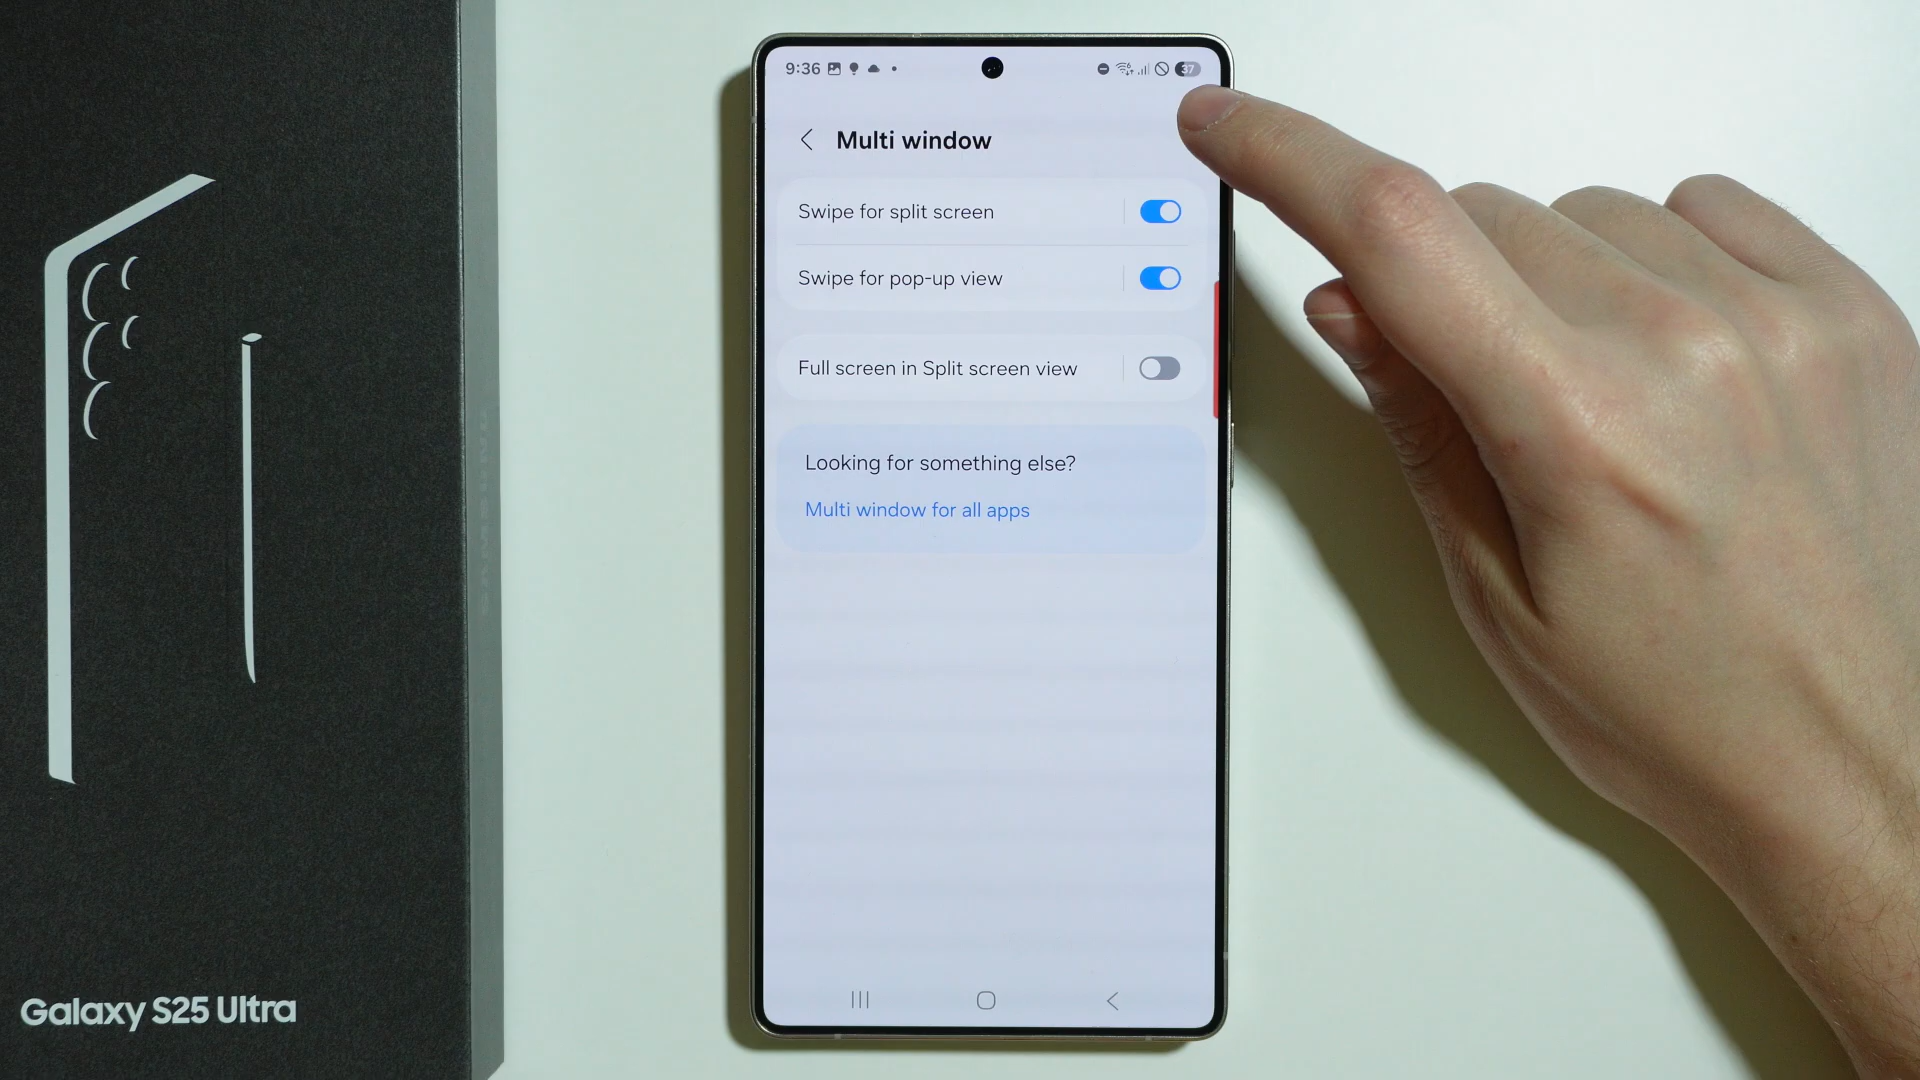 9:36
37
Multi window
Swipe for split screen
Swipe for pop-up view
Full screen in Split screen view
Looking for something else?
Multi window for all apps
Galaxy S25 Ultra